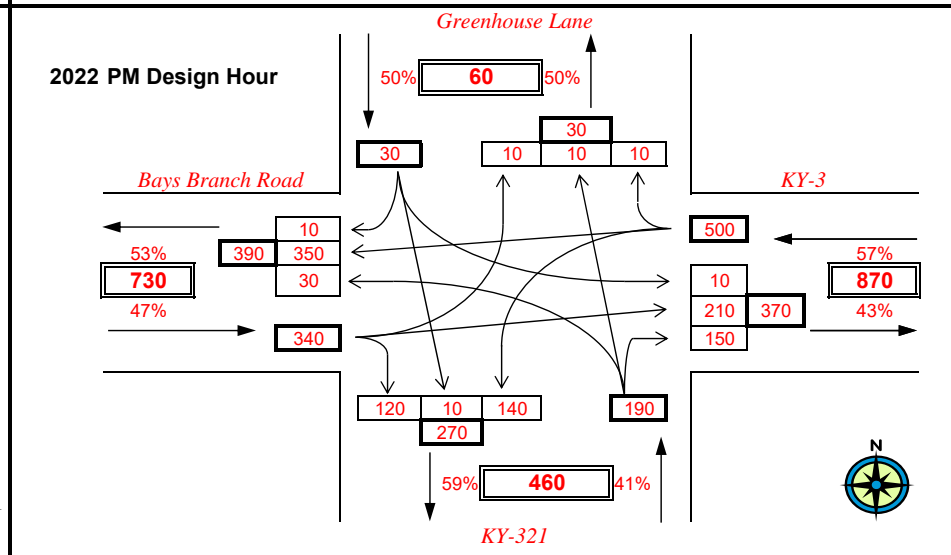 Greenhouse Lane
2022 PM Design Hour
50% 60 50%
30
30
10 10 10
Bays Branch Road
KY-3
10
500
53%
390 350
57%
730
30
10
870
47%
210 370
43%
340
150
120 10 140
190
270
N
59% 460 41%
KY-321